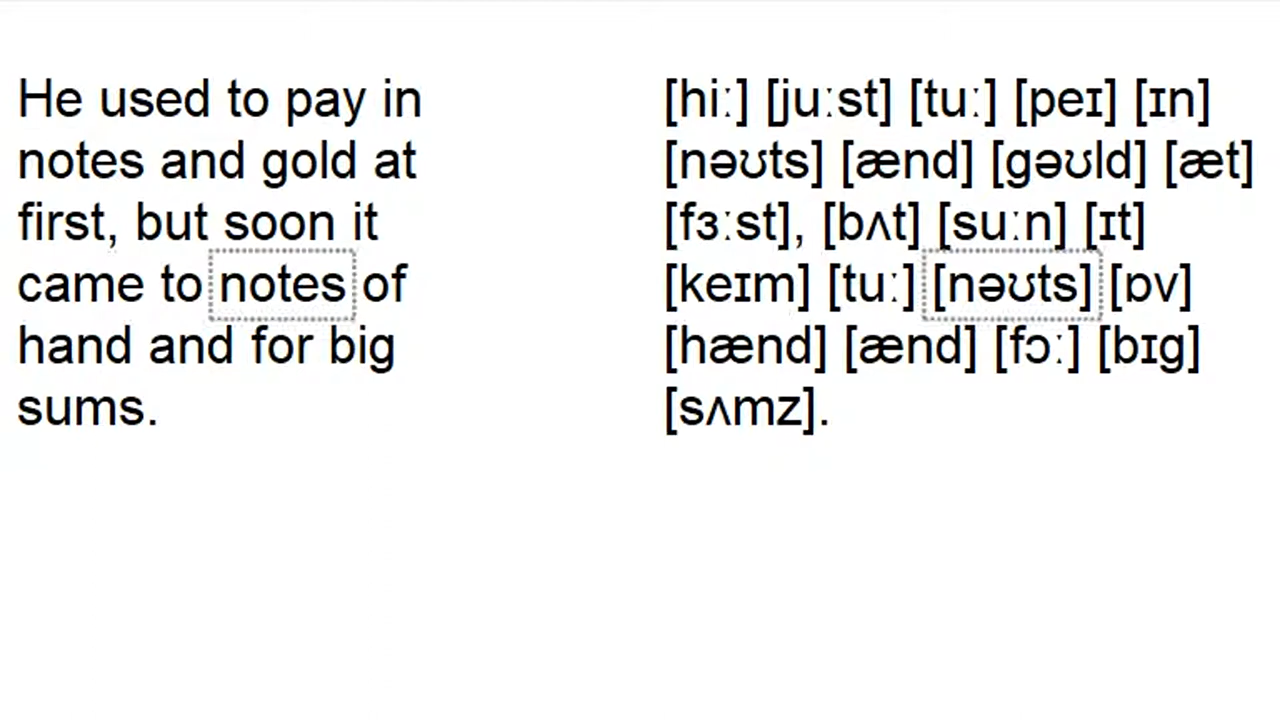 He used to pay in
notes and gold at
first, but soon it
came to notes of
hand and for big
sums.
[hiː] [juːst] [tuː] [peɪ] [ɪn]
[nəʊts] [ænd] [gəʊld] [æt]
[fɜːst], [bʌt] [suːn] [ɪt]
[keɪm] [tuː] [nəʊts] [ɒv]
[hænd] [ænd] [fɔː] [bɪg]
[sʌmz].